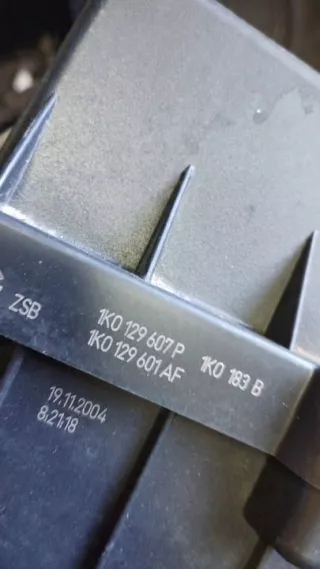 ZSB
1K0 129 607 P
1K0 129 601 AF
1K0 183 B
19.11.2004
8:21:18